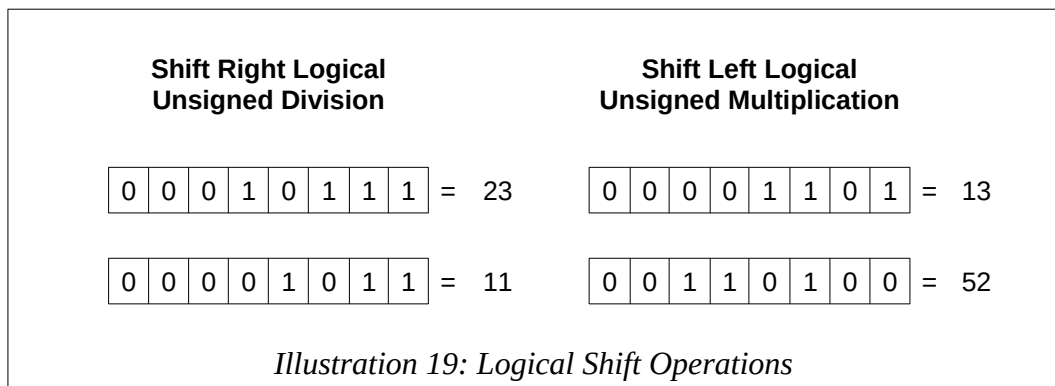 Shift Right Logical
Unsigned Division
0 0 0 1 0 1 1 1 = 23
0 0 0 0 1 0 1 1 = 11
Shift Left Logical
Unsigned Multiplication
0 0 0 0 1 1 0 1 = 13
0 0 1 1 0 1 0 0 = 52
Illustration 19: Logical Shift Operations